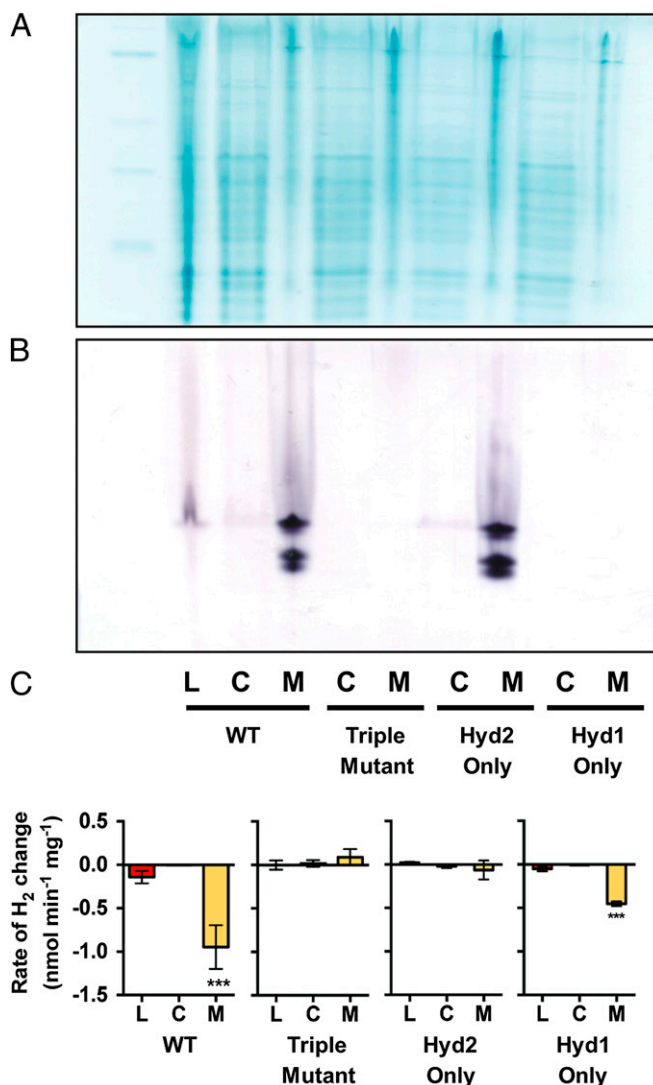 A
B
C
L C M C M C M C M
WT Triple Mutant Hyd2 Only Hyd1 Only
Rate of H₂ change
(nmol min⁻¹ mg⁻¹)
0.5
0.0
-0.5
-1.0
-1.5
*** ***
L C M L C M L C M L C M
WT Triple Mutant Hyd2 Only Hyd1 Only